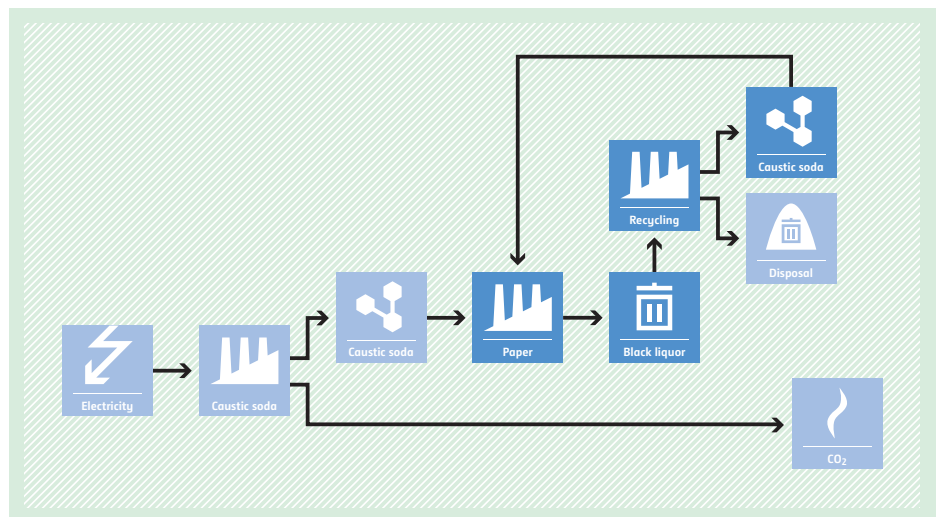 Caustic soda
Recycling
Disposal
Caustic soda
Paper
Black liquor
Electricity
Caustic soda
CO₂